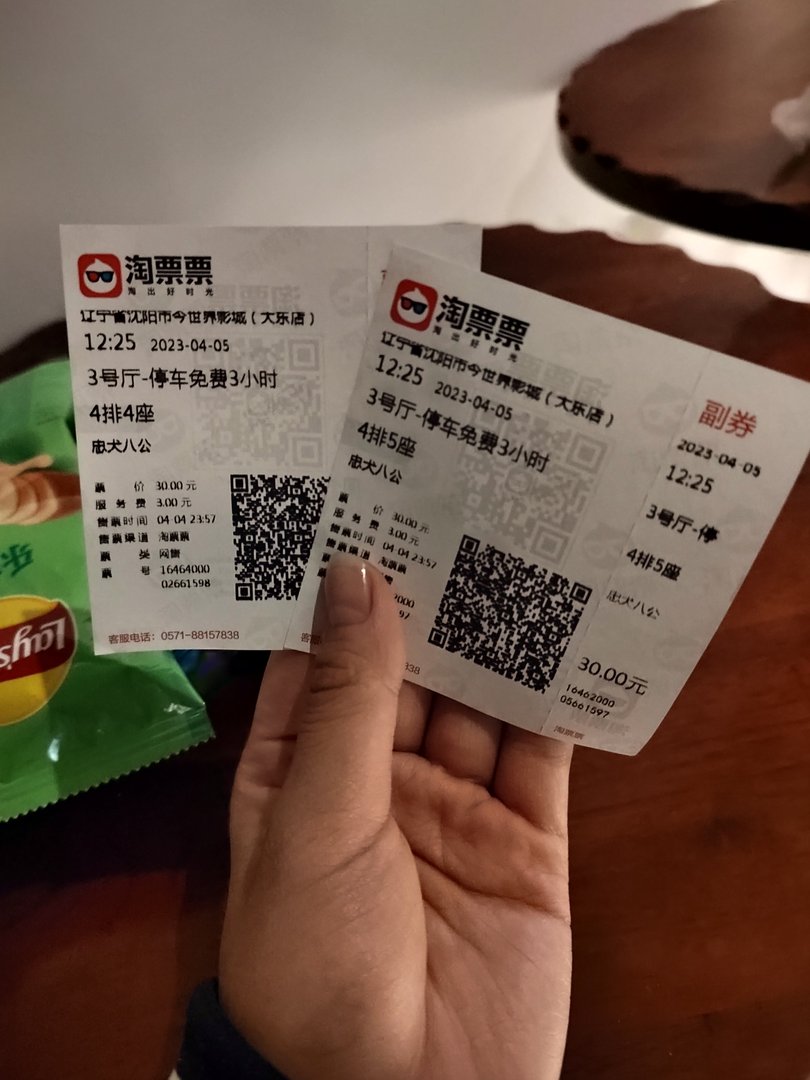 淘票票
淘出好时光
辽宁省沈阳市今世界影城（大东店）
12:25 2023-04-05
3号厅-停车免费3小时
4排4座
忠犬八公
票 价 30.00元
服务费 3.00元
售票时间 04-04 23:57
售票渠道 淘票票
票 类 网售
票 号 16464000
02661598
客服电话：0571-88157838
淘票票
淘出好时光
辽宁省沈阳市今世界影城（大东店）
12:25 2023-04-05
3号厅-停车免费3小时
4排5座
忠犬八公
票 价 30.00元
服务费 3.00元
售票时间 04-04 23:57
售票渠道 淘票票
客
838
副券
2023-04-05
12:25
3号厅-停
4排5座
忠犬八公
30.00元
16462000
05661597
淘票票
Lay's
乐